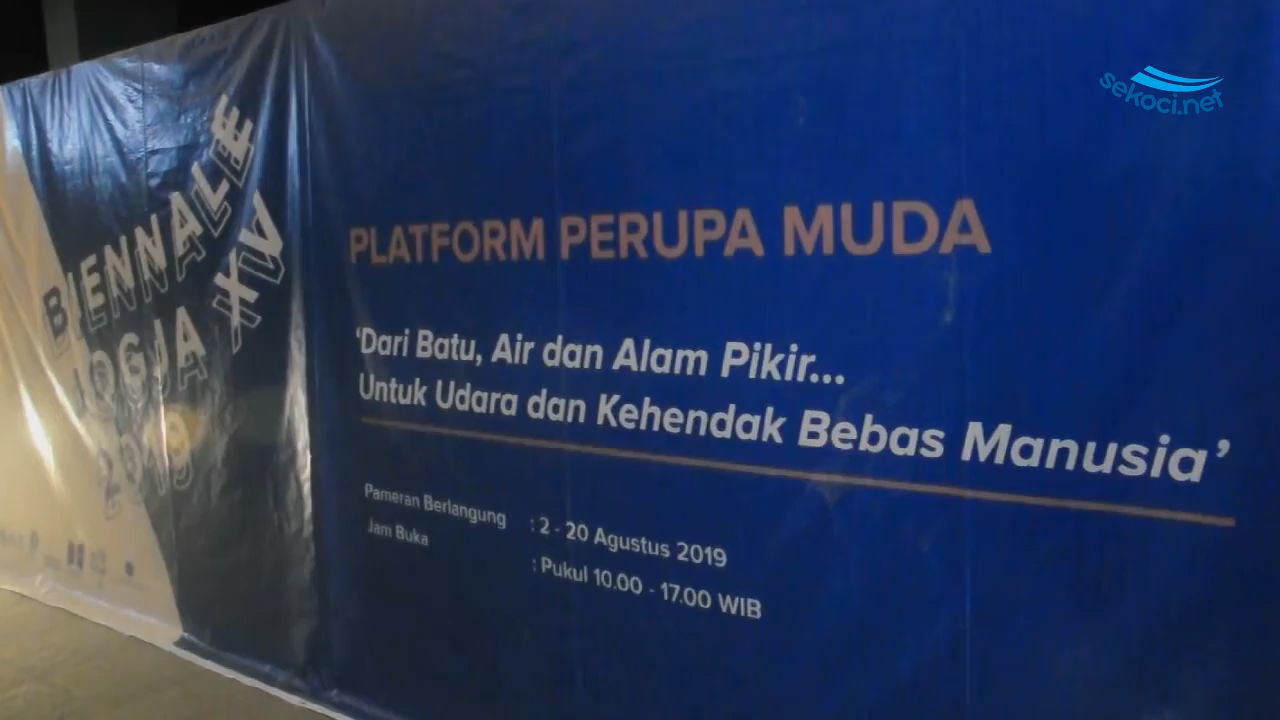 sekoci.net
BIENNALE
JOGJA XV
2019
PLATFORM PERUPA MUDA
‘Dari Batu, Air dan Alam Pikir...
Untuk Udara dan Kehendak Bebas Manusia’
Pameran Berlangung : 2 - 20 Agustus 2019
Jam Buka : Pukul 10.00 - 17.00 WIB